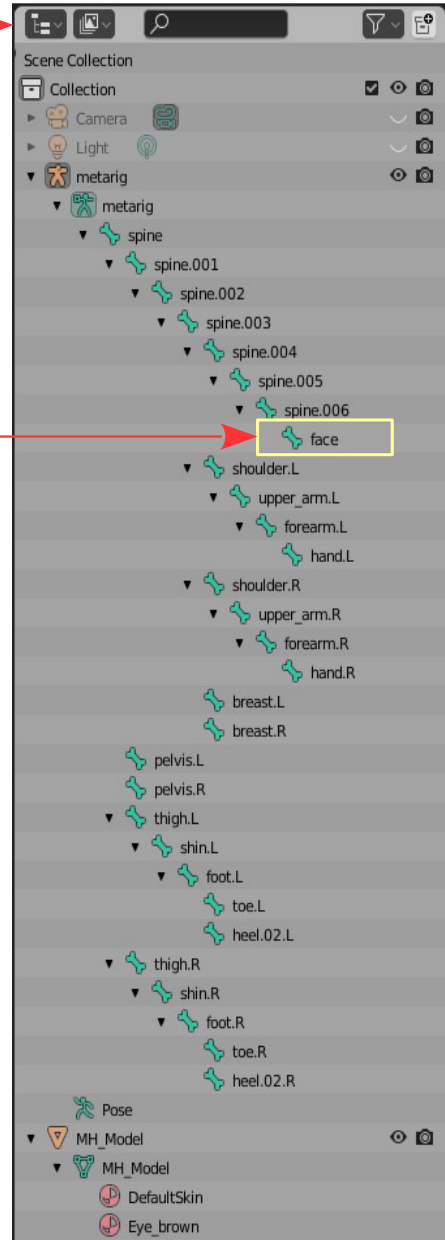 Scene Collection
Collection
Camera
Light
metarig
metarig
spine
spine.001
spine.002
spine.003
spine.004
spine.005
spine.006
face
shoulder.L
upper_arm.L
forearm.L
hand.L
shoulder.R
upper_arm.R
forearm.R
hand.R
breast.L
breast.R
pelvis.L
pelvis.R
thigh.L
shin.L
foot.L
toe.L
heel.02.L
thigh.R
shin.R
foot.R
toe.R
heel.02.R
Pose
MH_Model
MH_Model
DefaultSkin
Eye_brown